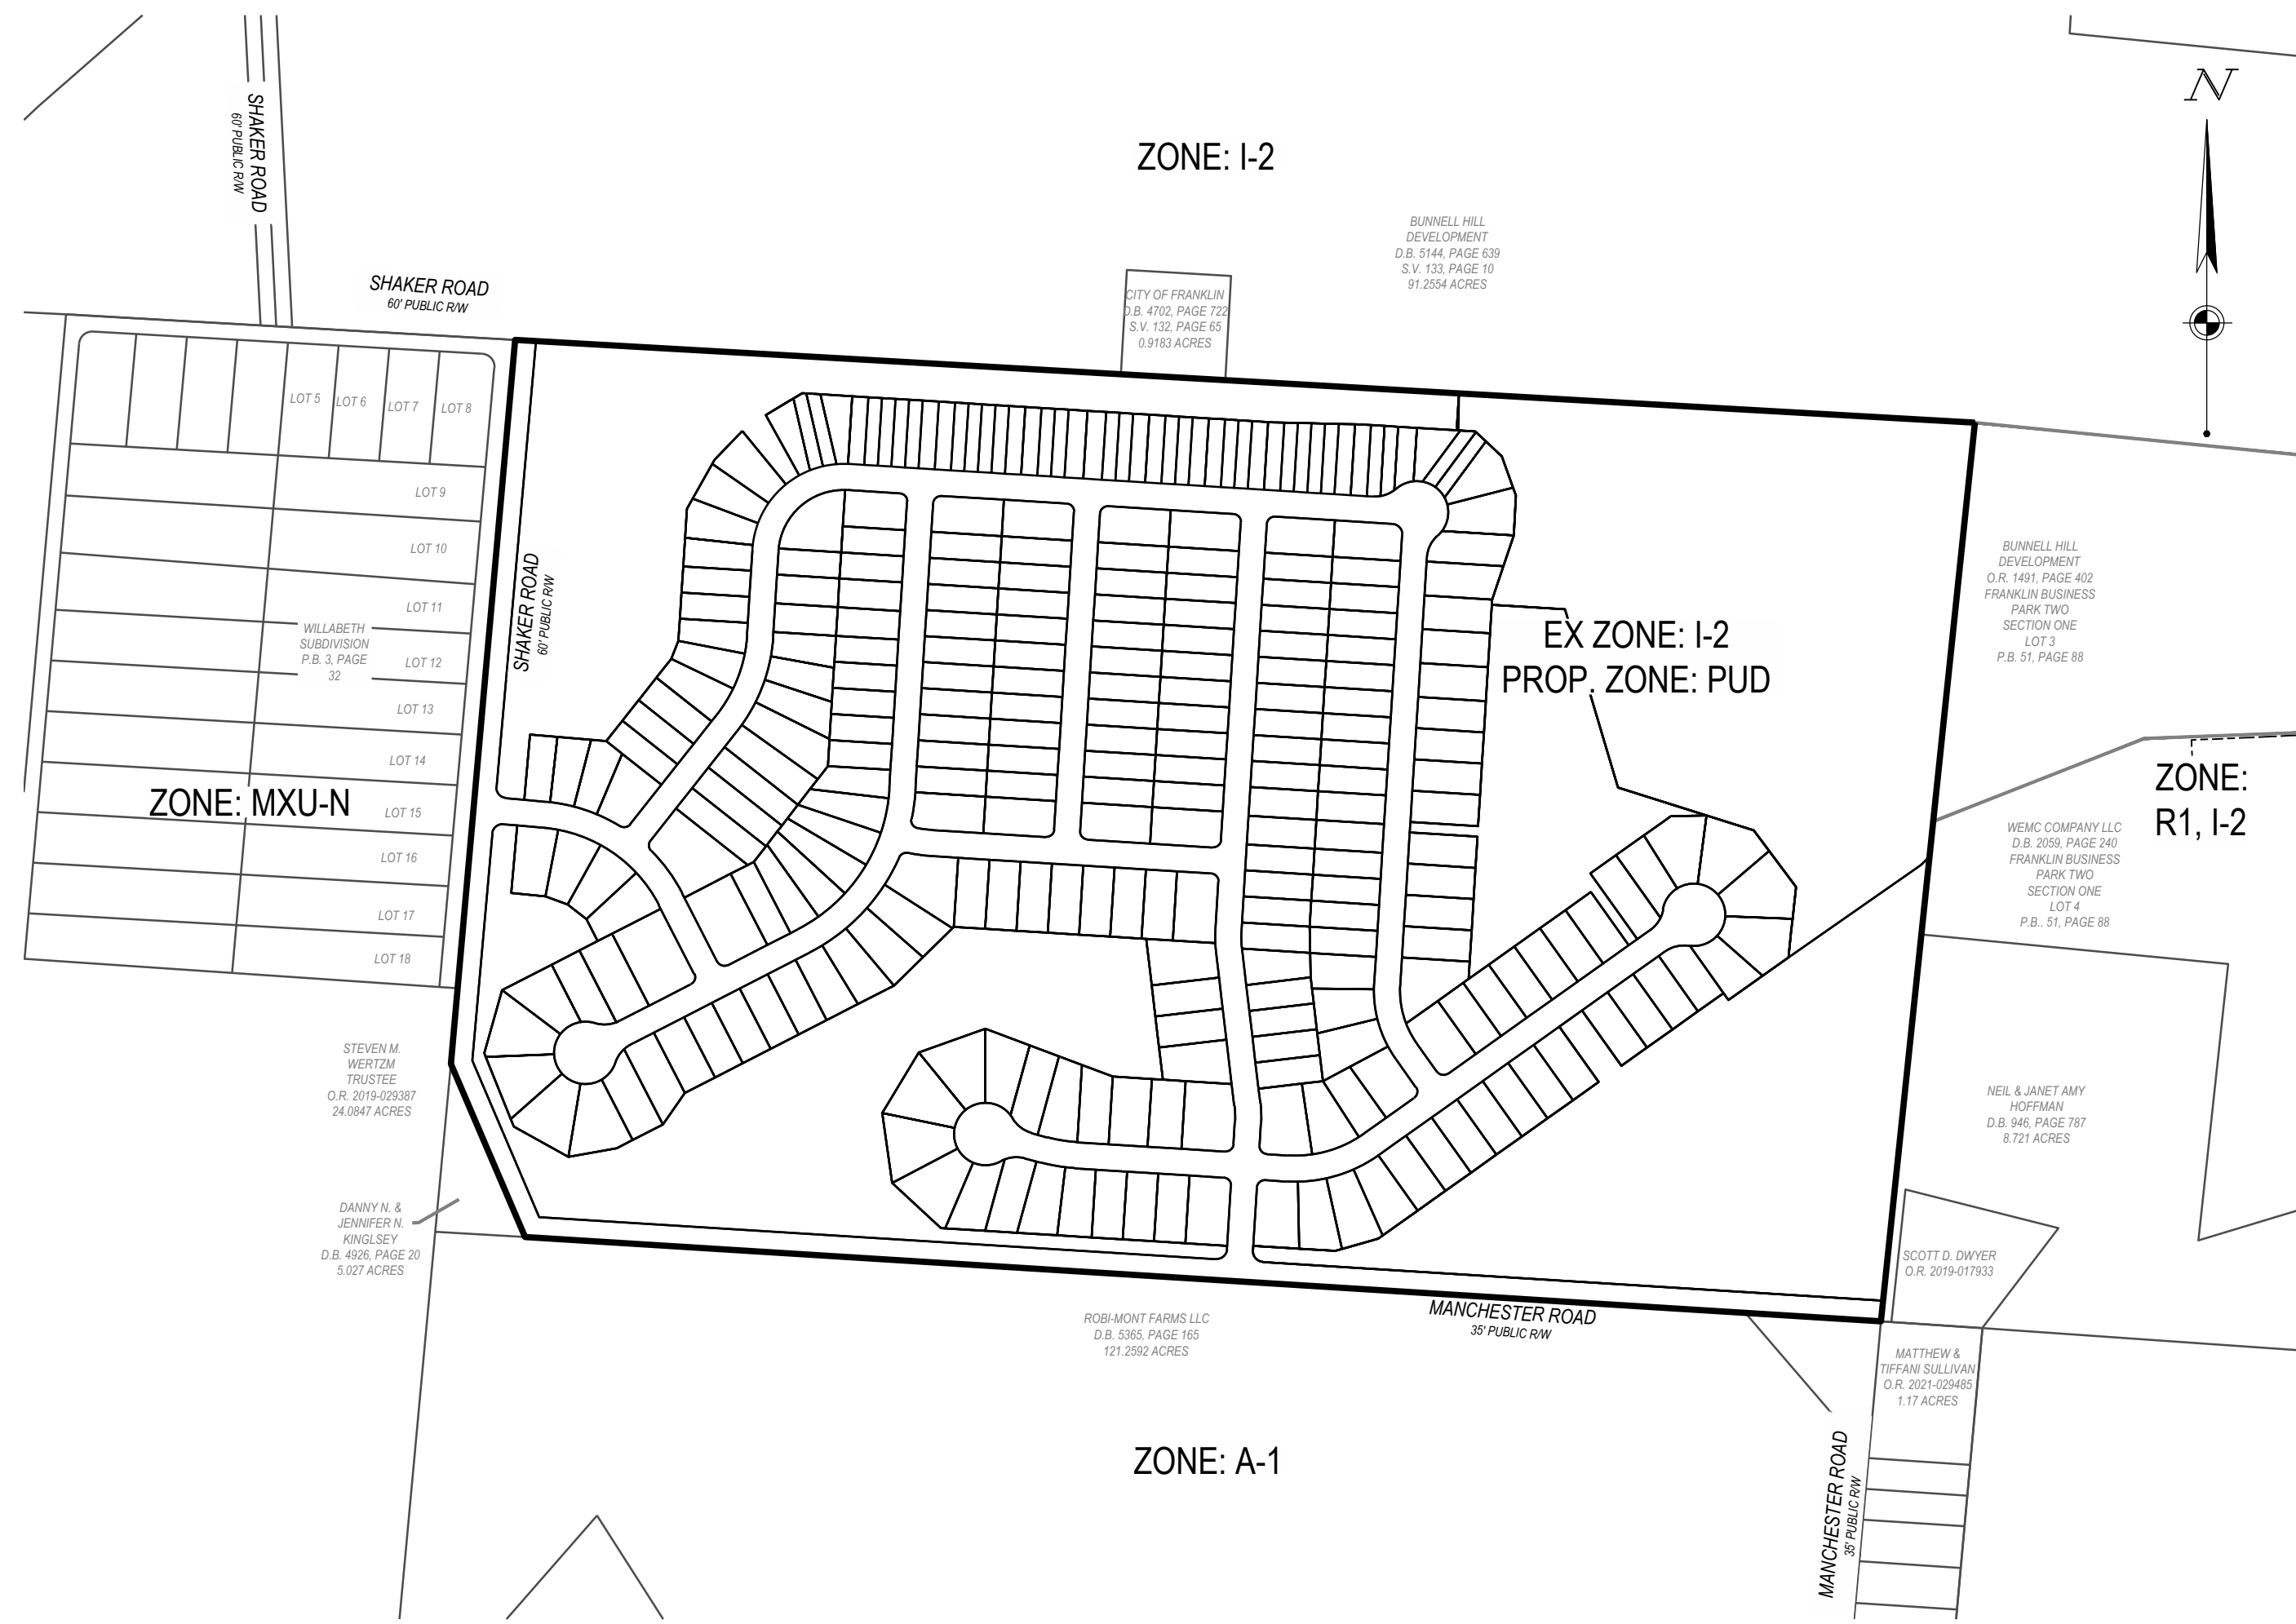 N
SHAKER ROAD
60' PUBLIC R/W
ZONE: I-2
BUNNELL HILL
DEVELOPMENT
D.B. 5144, PAGE 639
S.V. 133, PAGE 10
91.2554 ACRES
SHAKER ROAD
60' PUBLIC R/W
CITY OF FRANKLIN
D.B. 4702, PAGE 722
S.V. 132, PAGE 65
0.9183 ACRES
LOT 5
LOT 6
LOT 7
LOT 8
LOT 9
LOT 10
LOT 11
LOT 12
LOT 13
LOT 14
LOT 15
LOT 16
LOT 17
LOT 18
WILLABETH
SUBDIVISION
P.B. 3, PAGE
32
ZONE: MXU-N
SHAKER ROAD
60' PUBLIC R/W
EX ZONE: I-2
PROP. ZONE: PUD
BUNNELL HILL
DEVELOPMENT
O.R. 1491, PAGE 402
FRANKLIN BUSINESS
PARK TWO
SECTION ONE
LOT 3
P.B. 51, PAGE 88
ZONE:
R1, I-2
WEMC COMPANY LLC
D.B. 2059, PAGE 240
FRANKLIN BUSINESS
PARK TWO
SECTION ONE
LOT 4
P.B.. 51, PAGE 88
STEVEN M.
WERTZM
TRUSTEE
O.R. 2019-029387
24.0847 ACRES
NEIL & JANET AMY
HOFFMAN
D.B. 946, PAGE 787
8.721 ACRES
DANNY N. &
JENNIFER N.
KINGLSEY
D.B. 4926, PAGE 20
5.027 ACRES
SCOTT D. DWYER
O.R. 2019-017933
ROBI-MONT FARMS LLC
D.B. 5365, PAGE 165
121.2592 ACRES
MANCHESTER ROAD
35' PUBLIC R/W
MATTHEW &
TIFFANI SULLIVAN
O.R. 2021-029485
1.17 ACRES
ZONE: A-1
MANCHESTER ROAD
35' PUBLIC R/W